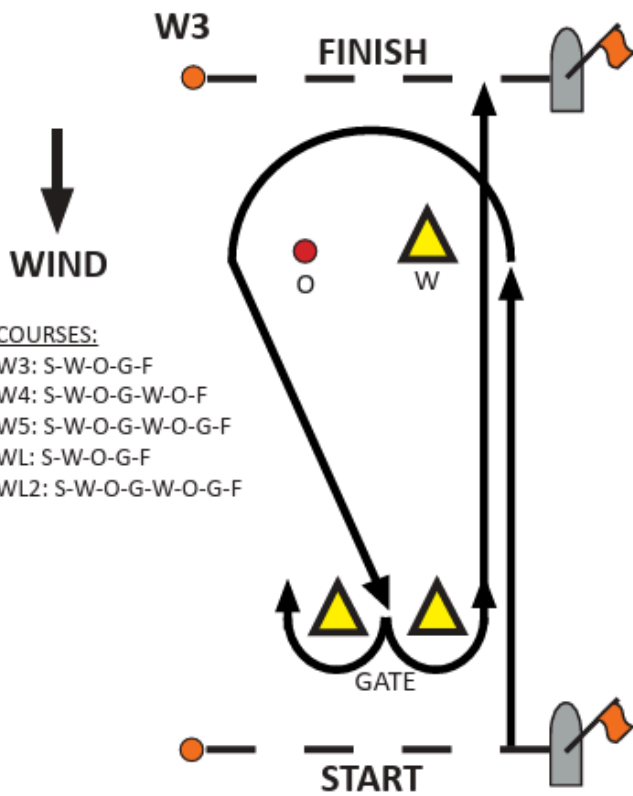 W3
FINISH
WIND
O
W
COURSES:
W3: S-W-O-G-F
W4: S-W-O-G-W-O-F
W5: S-W-O-G-W-O-G-F
WL: S-W-O-G-F
WL2: S-W-O-G-W-O-G-F
GATE
START